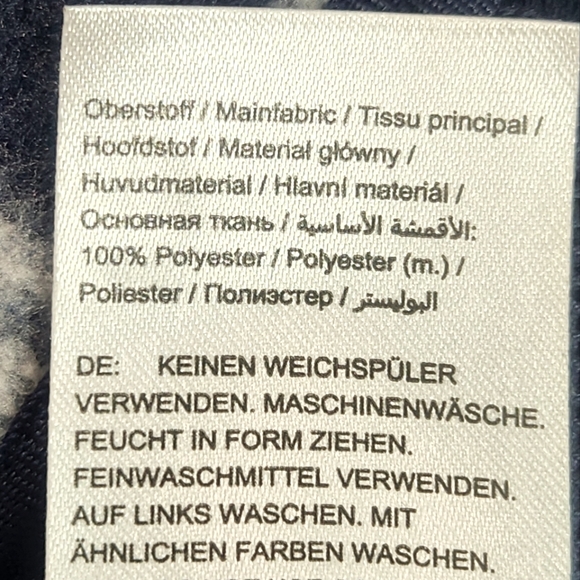 Oberstoff / Mainfabric / Tissu principal /
Hoofdstof / Materiał główny /
Huvudmaterial / Hlavní materiál /
Основная ткань / الأقمشة الأساسية:
100% Polyester / Polyester (m.) /
Poliester / Полиэстер / البوليستر
DE: KEINEN WEICHSPÜLER
VERWENDEN. MASCHINENWÄSCHE.
FEUCHT IN FORM ZIEHEN.
FEINWASCHMITTEL VERWENDEN.
AUF LINKS WASCHEN. MIT
ÄHNLICHEN FARBEN WASCHEN.